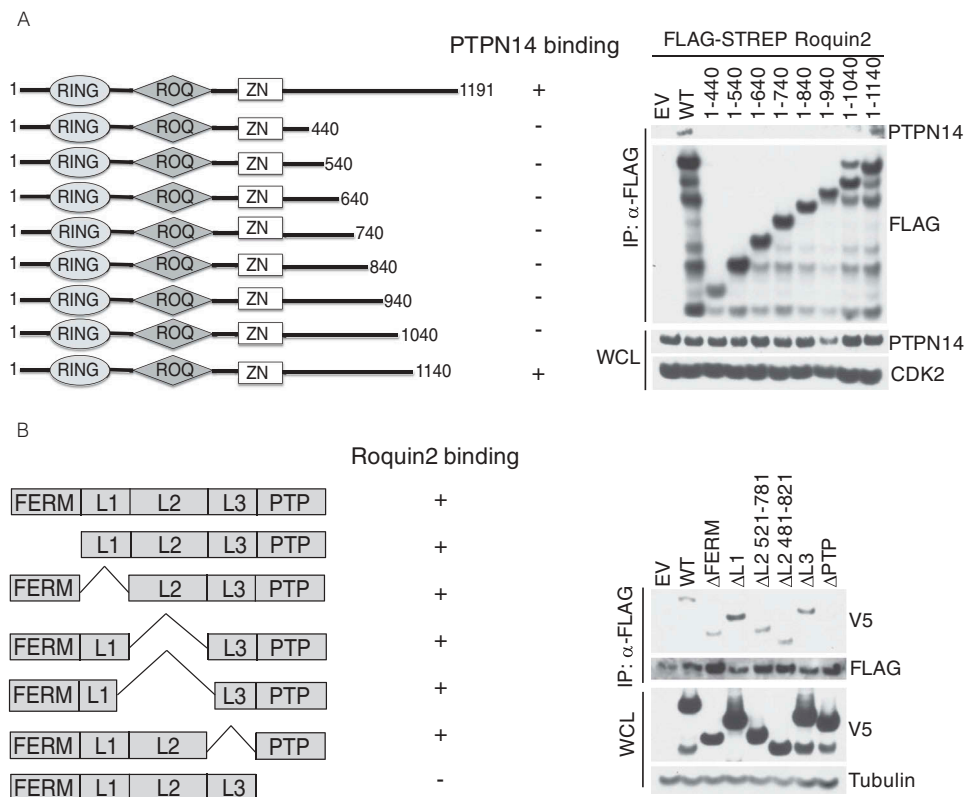 A
PTPN14 binding
1 RING ROQ ZN 1191 +
1 RING ROQ ZN 440 -
1 RING ROQ ZN 540 -
1 RING ROQ ZN 640 -
1 RING ROQ ZN 740 -
1 RING ROQ ZN 840 -
1 RING ROQ ZN 940 -
1 RING ROQ ZN 1040 -
1 RING ROQ ZN 1140 +
FLAG-STREP Roquin2
EV WT 1-440 1-540 1-640 1-740 1-840 1-940 1-1040 1-1140
IP: α-FLAG
PTPN14
FLAG
WCL
PTPN14
CDK2
B
Roquin2 binding
FERM L1 L2 L3 PTP +
L1 L2 L3 PTP +
FERM L2 L3 PTP +
FERM L1 L3 PTP +
FERM L1 L3 PTP +
FERM L1 L2 PTP +
FERM L1 L2 L3 -
EV WT ΔFERM ΔL1 ΔL2 521-781 ΔL2 481-821 ΔL3 ΔPTP
IP: α-FLAG
V5
FLAG
WCL
V5
Tubulin